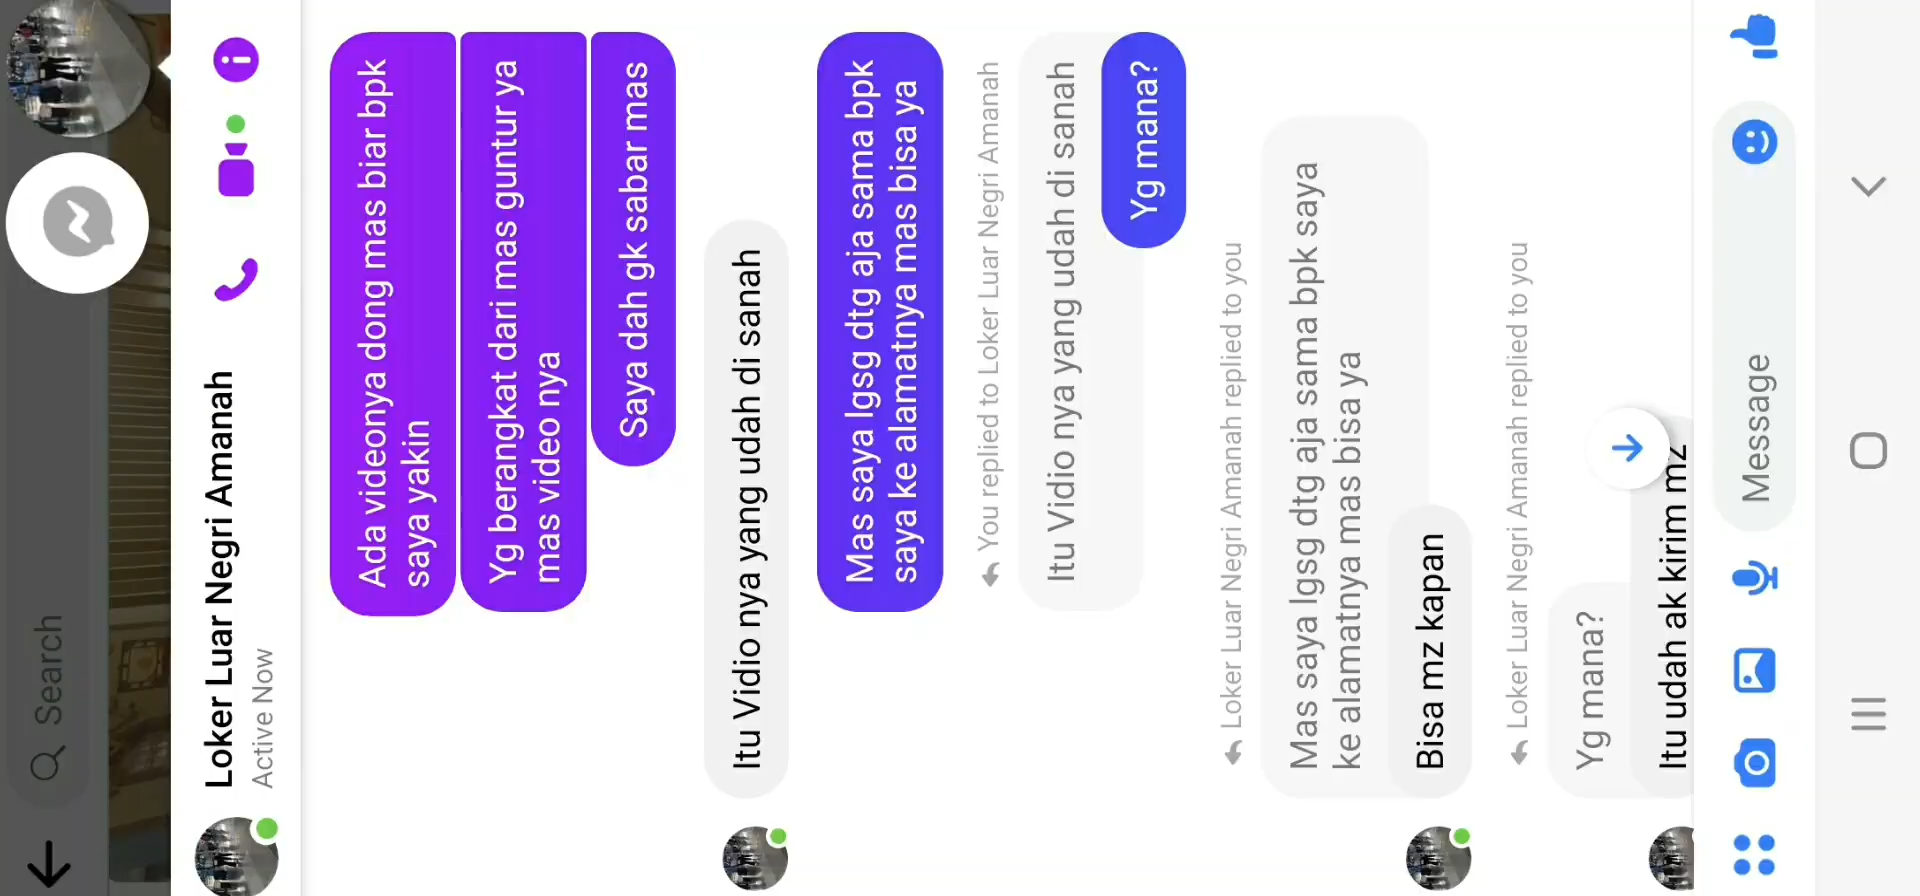 Search
Loker Luar Negri Amanah
Active Now
Ada videonya dong mas biar bpk
saya yakin
Yg berangkat dari mas guntur ya
mas video nya
Saya dah gk sabar mas
Itu Vidio nya yang udah di sanah
Mas saya lgsg dtg aja sama bpk
saya ke alamatnya mas bisa ya
You replied to Loker Luar Negri Amanah
Itu Vidio nya yang udah di sanah
Yg mana?
Loker Luar Negri Amanah replied to you
Mas saya lgsg dtg aja sama bpk saya
ke alamatnya mas bisa ya
Bisa mz kapan
Loker Luar Negri Amanah replied to you
Yg mana?
Itu udah ak kirim mz
Message